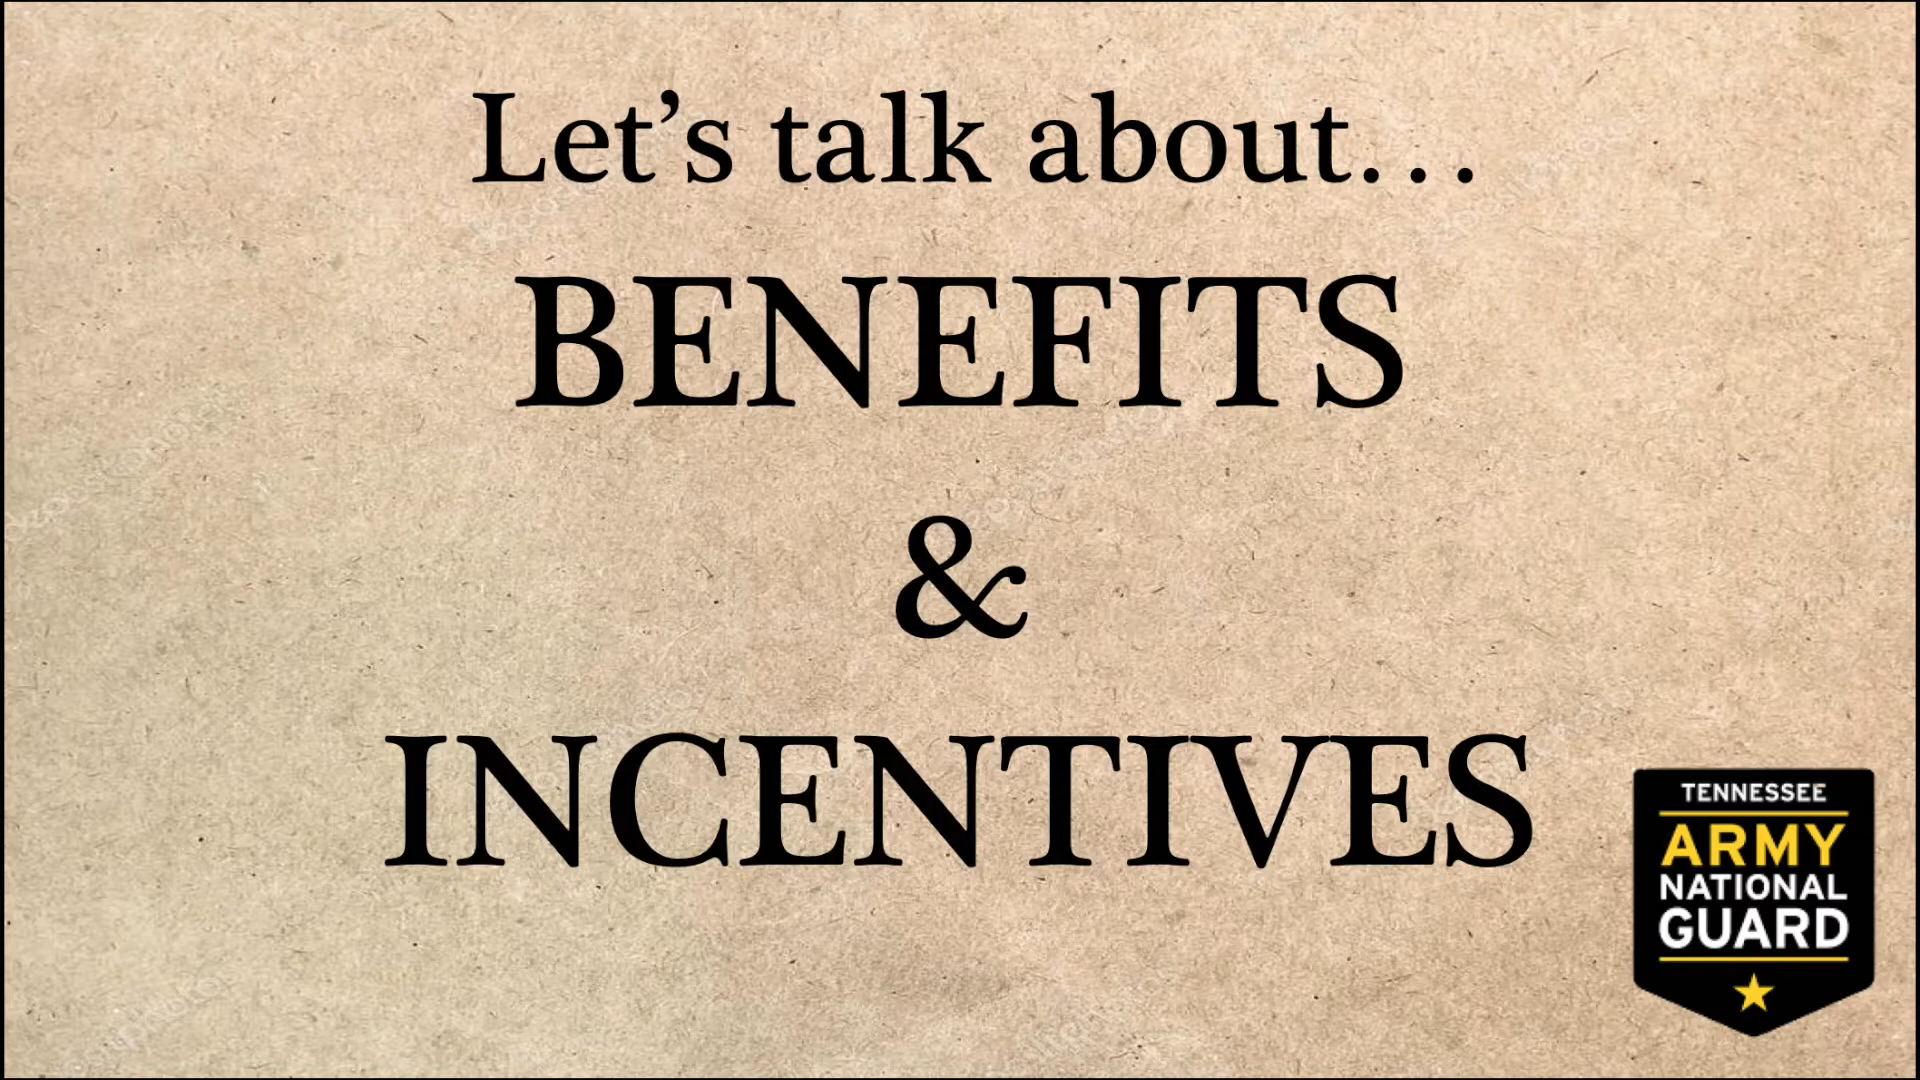 Let’s talk about…
BENEFITS
&
INCENTIVES
TENNESSEE
ARMY
NATIONAL
GUARD